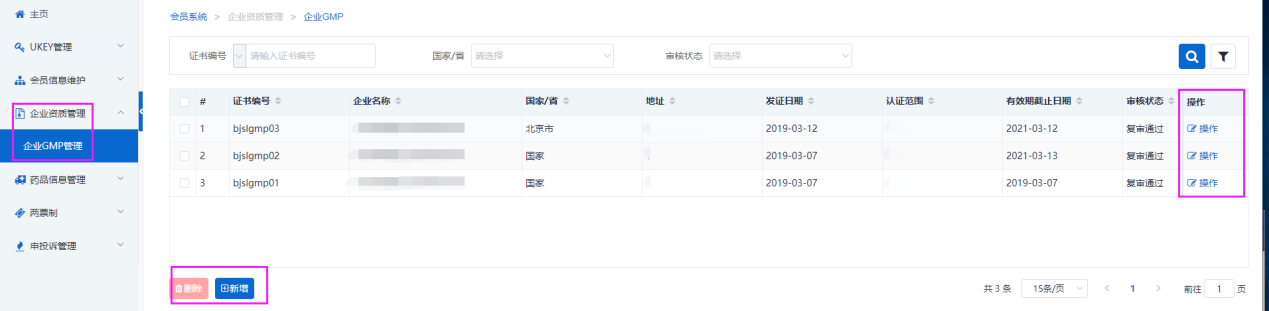 主页
UKEY管理
会员信息维护
企业资质管理
企业GMP管理
药品信息管理
两票制
申投诉管理
会员系统 > 企业资质管理 > 企业GMP
证书编号 请输入证书编号 国家/省 请选择 审核状态 请选择
# 证书编号 企业名称 国家/省 地址 发证日期 认证范围 有效期截止日期 审核状态 操作
1 bjslgmp03 北京市 2019-03-12 2021-03-12 复审通过 操作
2 bjslgmp02 国家 2019-03-07 2021-03-13 复审通过 操作
3 bjslgmp01 国家 2019-03-07 2019-03-07 复审通过 操作
删除 新增 共 3 条 15条/页 < 1 > 前往 1 页